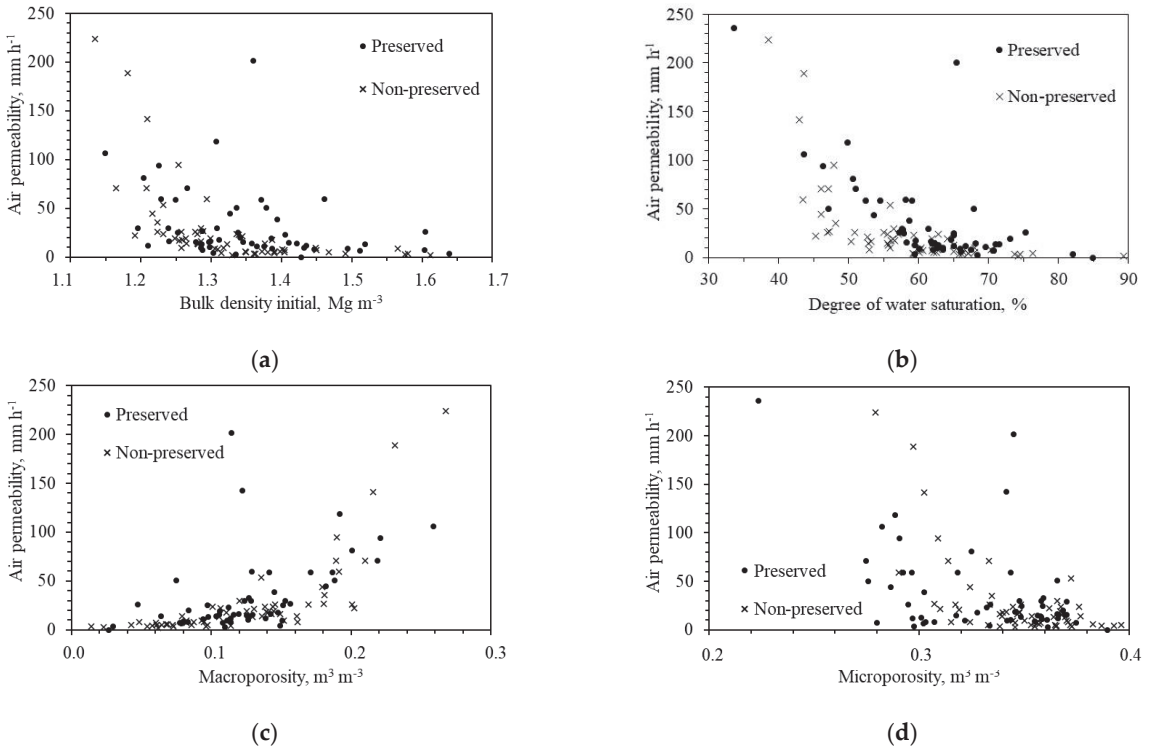 250
200
150
100
50
0
Air permeability, mm h⁻¹
Preserved
Non-preserved
1.1 1.2 1.3 1.4 1.5 1.6 1.7
Bulk density initial, Mg m⁻³
(a)
250
200
150
100
50
0
Air permeability, mm h⁻¹
Preserved
Non-preserved
30 40 50 60 70 80 90
Degree of water saturation, %
(b)
250
200
150
100
50
0
Air permeability, mm h⁻¹
Preserved
Non-preserved
0.0 0.1 0.2 0.3
Macroporosity, m³ m⁻³
(c)
250
200
150
100
50
0
Air permeability, mm h⁻¹
Preserved
Non-preserved
0.2 0.3 0.4
Microporosity, m³ m⁻³
(d)